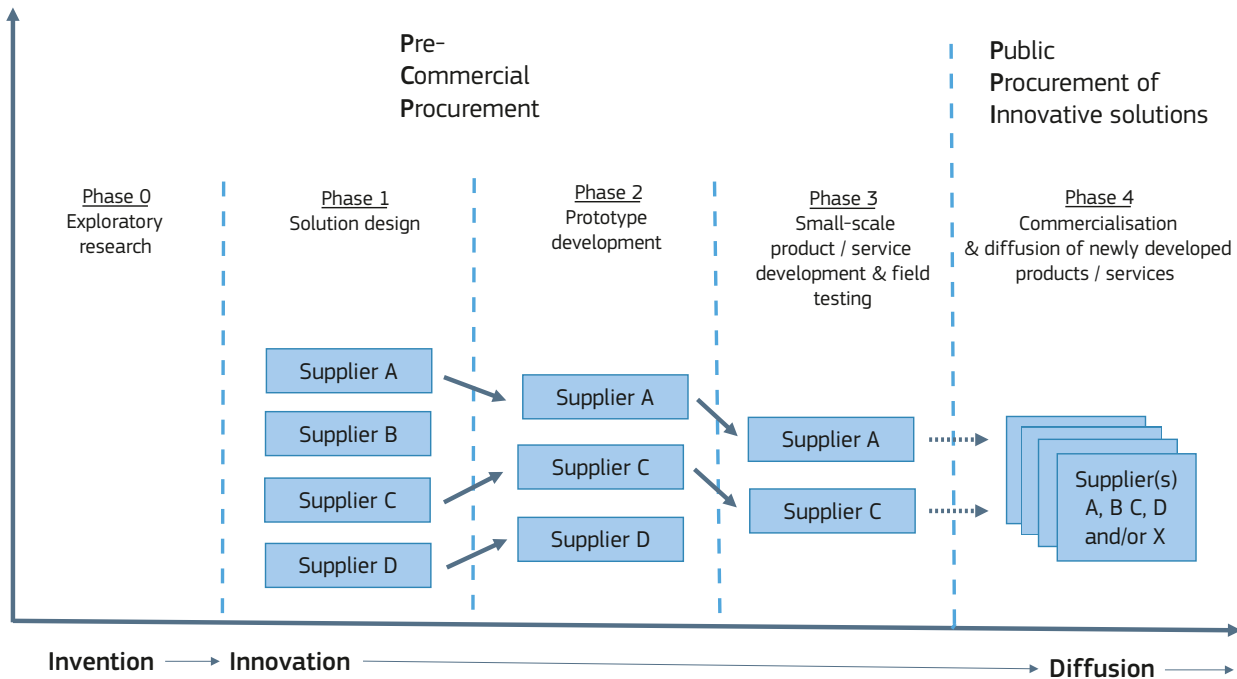 Pre-
Commercial
Procurement
Public
Procurement of
Innovative solutions
Phase 0
Exploratory
research
Phase 1
Solution design
Phase 2
Prototype
development
Phase 3
Small-scale
product / service
development & field
testing
Phase 4
Commercialisation
& diffusion of newly developed
products / services
Supplier A
Supplier B
Supplier C
Supplier D
Supplier A
Supplier C
Supplier D
Supplier A
Supplier C
Supplier(s)
A, B C, D
and/or X
Invention
Innovation
Diffusion